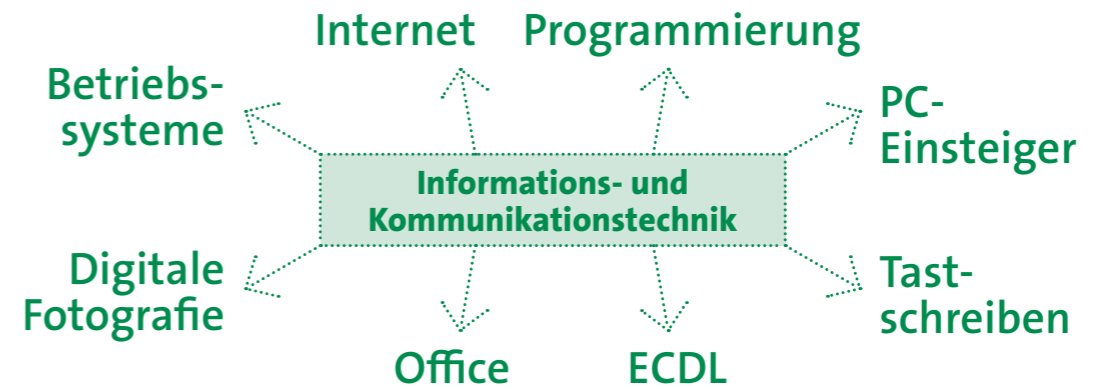 Internet
Programmierung
Betriebs-
systeme
PC-
Einsteiger
Informations- und
Kommunikationstechnik
Digitale
Fotografie
Tast-
schreiben
Office
ECDL